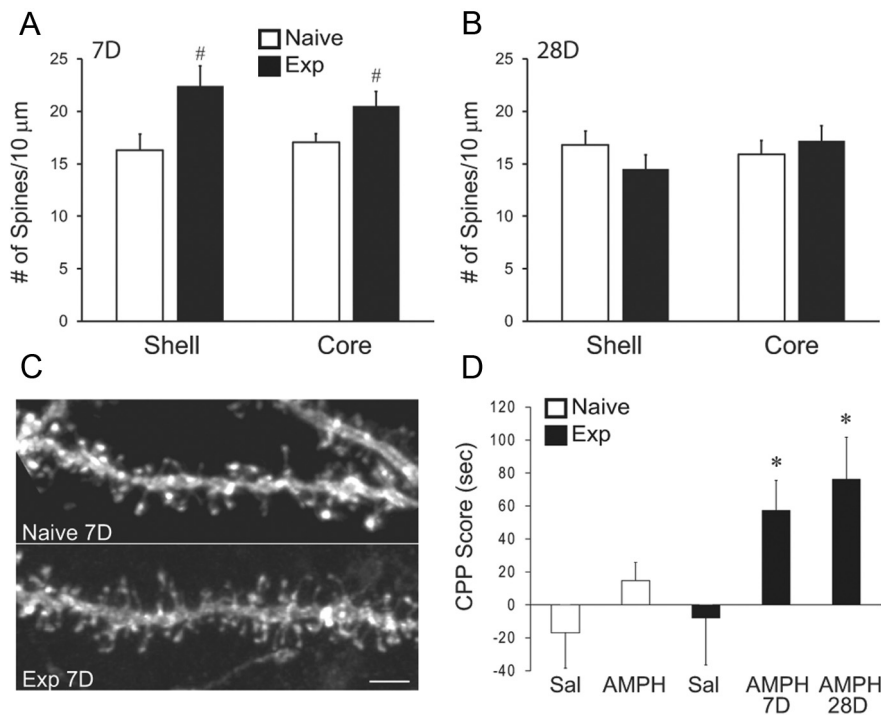 A
7D
Naive
Exp
# of Spines/10 μm
25
20
15
10
5
0
#
#
Shell
Core
B
28D
# of Spines/10 μm
25
20
15
10
5
0
Shell
Core
C
Naive 7D
Exp 7D
D
Naive
Exp
CPP Score (sec)
120
100
80
60
40
20
0
-20
-40
*
*
Sal
AMPH
Sal
AMPH
7D
AMPH
28D